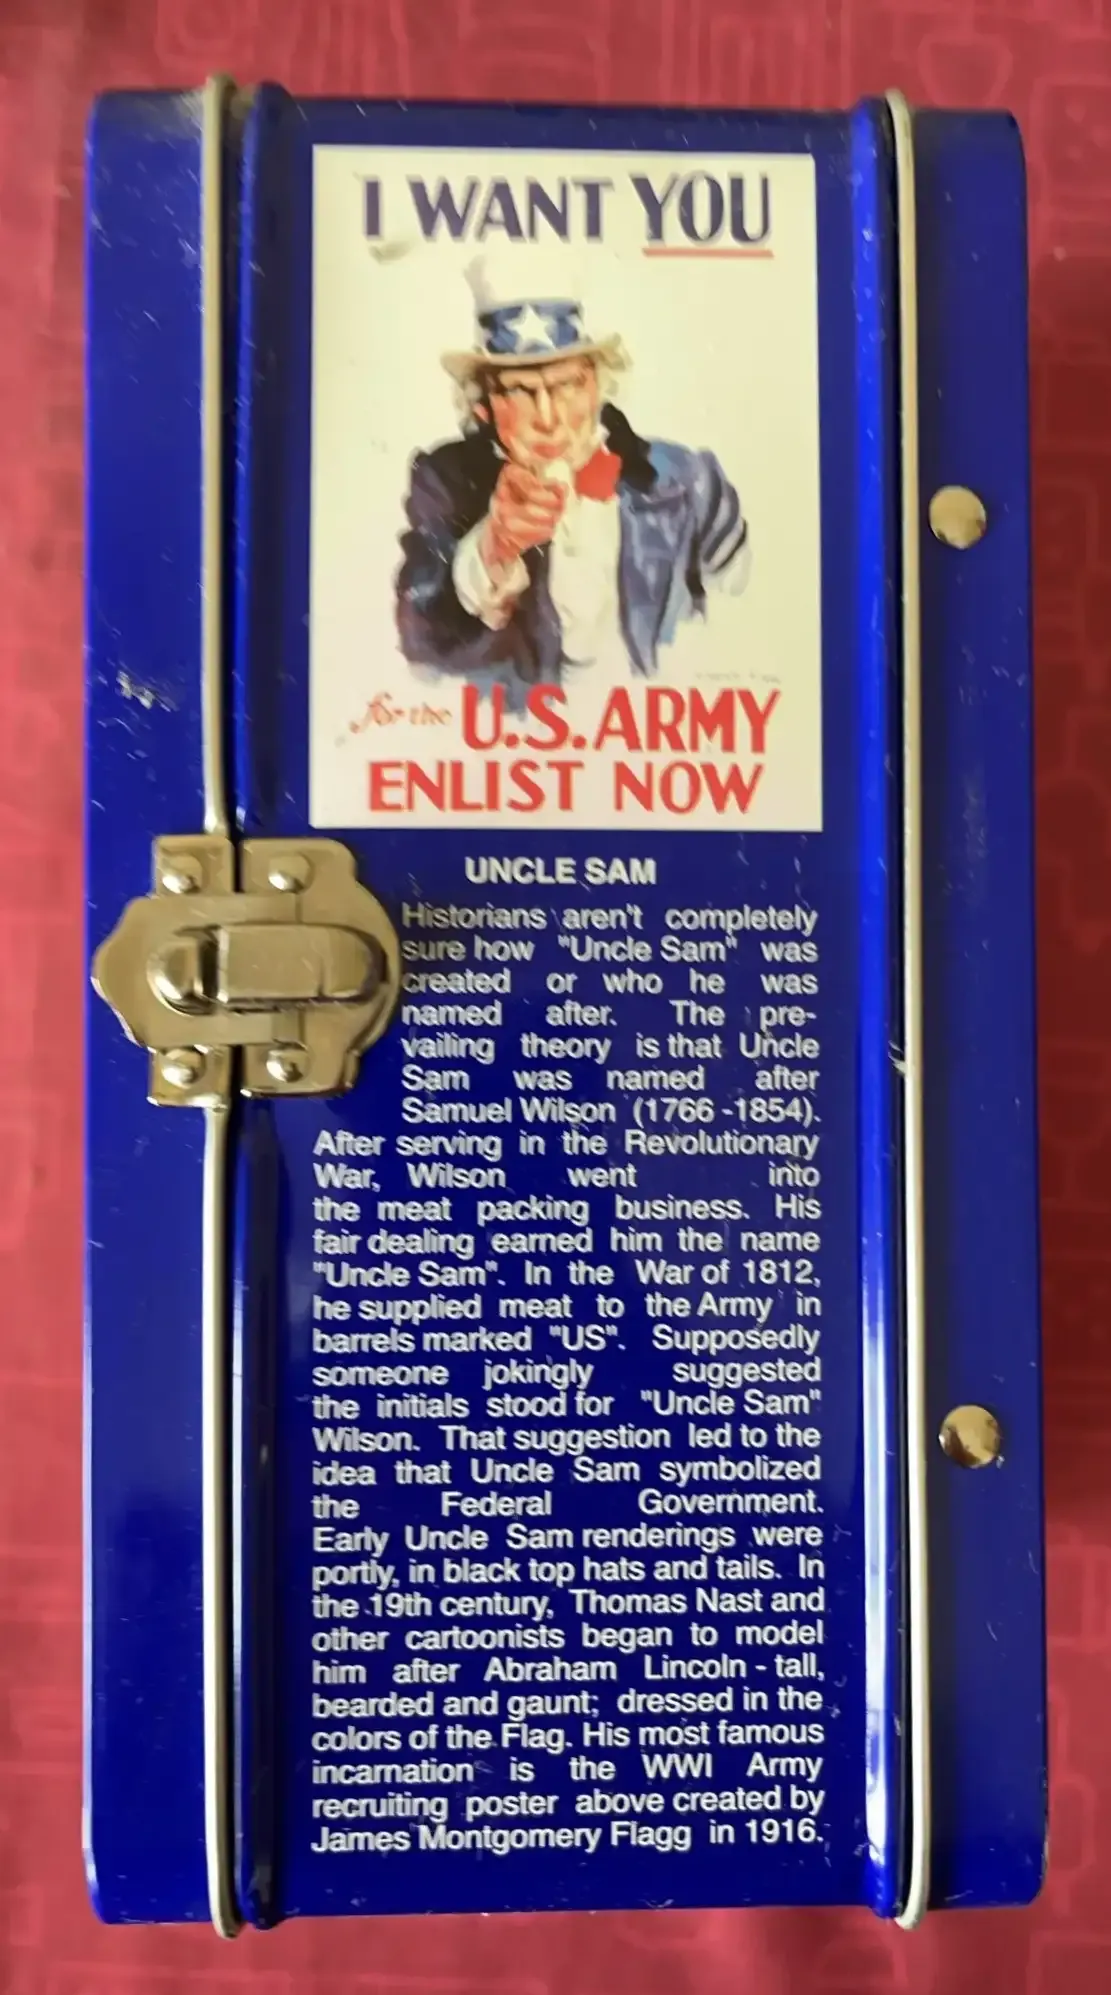 I WANT YOU
for the U.S. ARMY
ENLIST NOW
UNCLE SAM
Historians aren't completely
sure how "Uncle Sam" was
created or who he was
named after. The pre-
vailing theory is that Uncle
Sam was named after
Samuel Wilson (1766 -1854).
After serving in the Revolutionary
War, Wilson went into
the meat packing business. His
fair dealing earned him the name
"Uncle Sam". In the War of 1812,
he supplied meat to the Army in
barrels marked "US". Supposedly
someone jokingly suggested
the initials stood for "Uncle Sam"
Wilson. That suggestion led to the
idea that Uncle Sam symbolized
the Federal Government.
Early Uncle Sam renderings were
portly, in black top hats and tails. In
the 19th century, Thomas Nast and
other cartoonists began to model
him after Abraham Lincoln - tall,
bearded and gaunt; dressed in the
colors of the Flag. His most famous
incarnation is the WWI Army
recruiting poster above created by
James Montgomery Flagg in 1916.